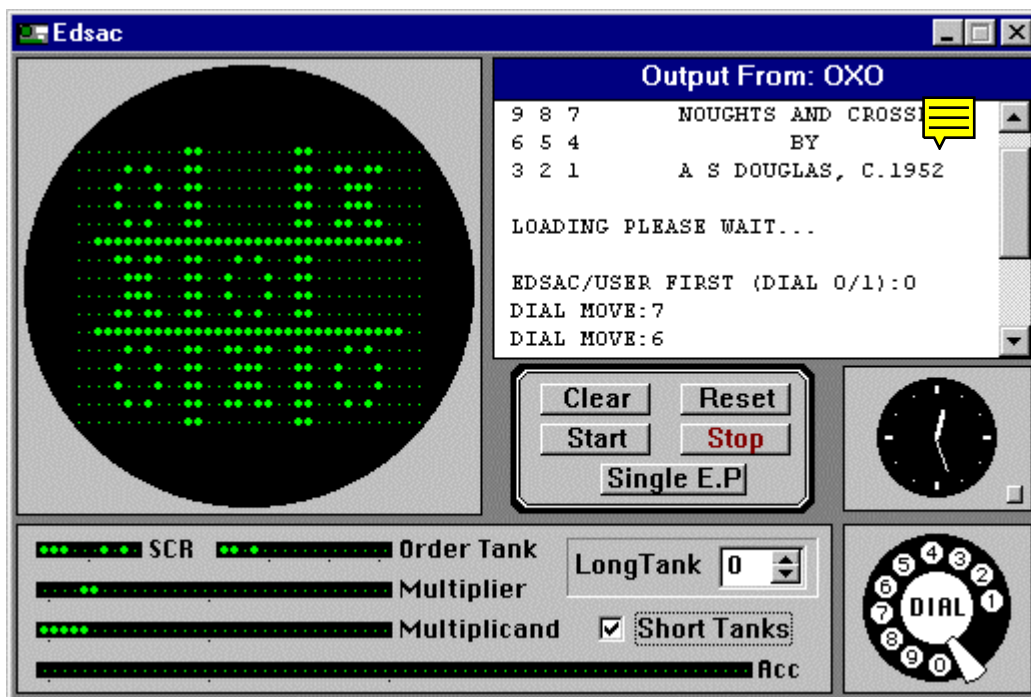 Edsac
Output From: OXO
9 8 7 NOUGHTS AND
6 5 4 BY
3 2 1 A S DOUGLAS, C.1952
LOADING PLEASE WAIT...
EDSAC/USER FIRST (DIAL 0/1):0
DIAL MOVE:7
DIAL MOVE:6
Clear Reset
Start Stop
Single E.P
SCR Order Tank
Multiplier
Multiplicand
Acc
LongTank 0
Short Tanks
5 4 3 2 1
6 7 8 9 0
DIAL